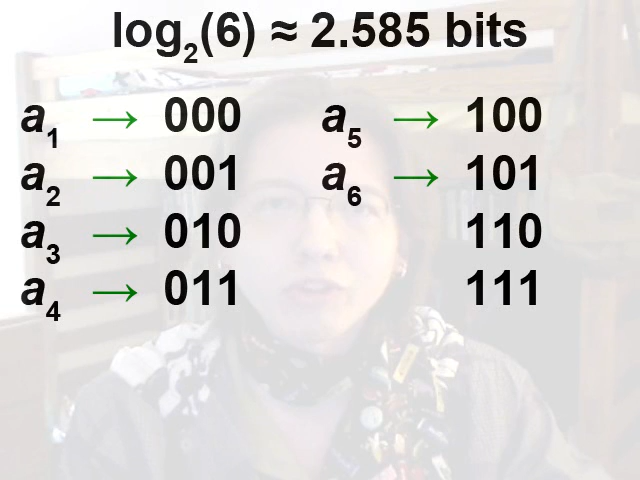 log₂(6) ≈ 2.585 bits
a₁ → 000
a₂ → 001
a₃ → 010
a₄ → 011
a₅ → 100
a₆ → 101
110
111